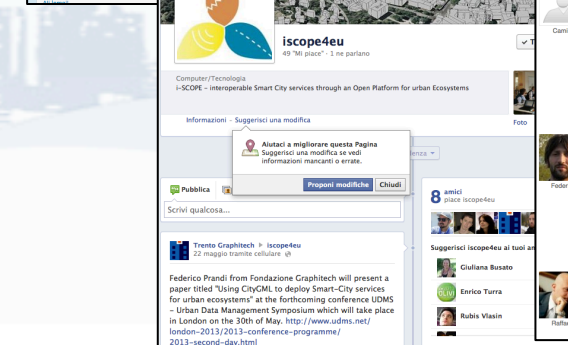 iscope4eu
49 "Mi piace" · 1 ne parlano
Computer/Tecnologia
i-SCOPE - interoperable Smart City services through an Open Platform for urban Ecosystems
Informazioni - Suggerisci una modifica
Foto
Aiutaci a migliorare questa Pagina
Suggerisci una modifica se vedi
informazioni mancanti o errate.
Proponi modifiche
Chiudi
Pubblica
Scrivi qualcosa...
8 amici
piace iscope4eu
Trento Graphitech ▸ iscope4eu
22 maggio tramite cellulare
Federico Prandi from Fondazione Graphitech will present a
paper titled "Using CityGML to deploy Smart-City services
for urban ecosystems" at the forthcoming conference UDMS
- Urban Data Management Symposium which will take place
in London on the 30th of May. http://www.udms.net/
london-2013/2013-conference-programme/
2013-second-day.html
Suggerisci iscope4eu ai tuoi
Giuliana Busato
Enrico Turra
Rubis Vlasin